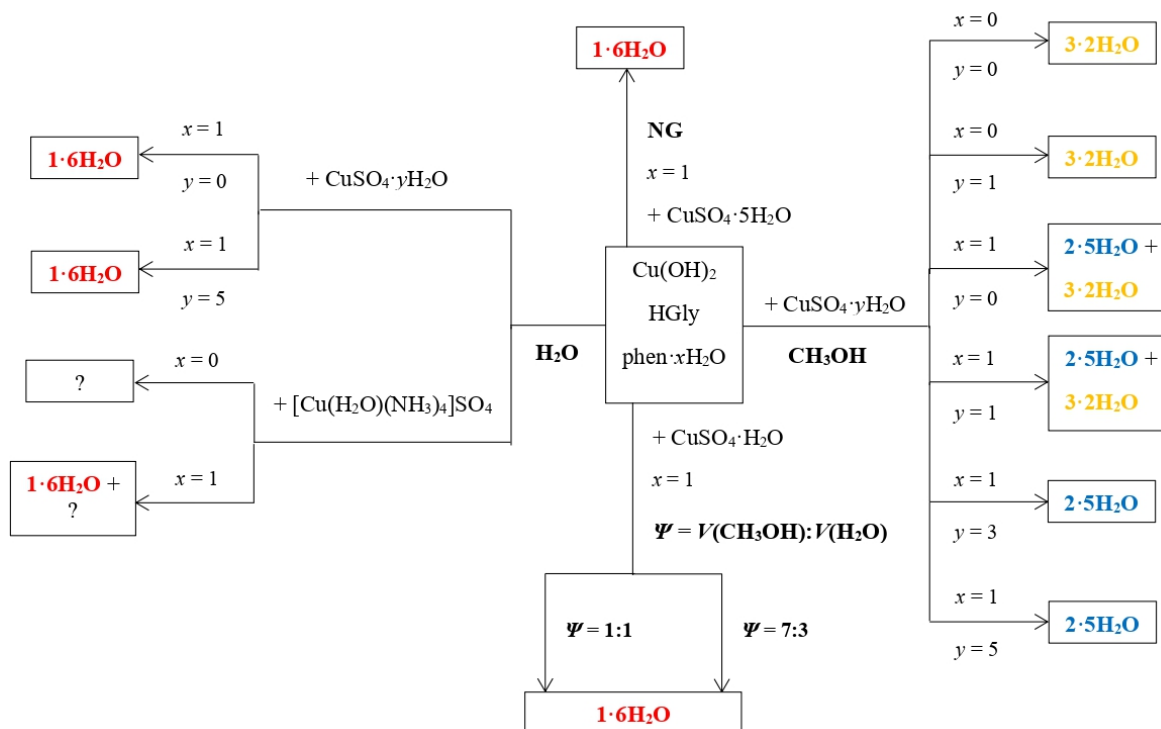 1·6H₂O
NG
x = 1
+ CuSO₄·5H₂O
x = 1
1·6H₂O
y = 0
+ CuSO₄·yH₂O
x = 1
1·6H₂O
y = 5
H₂O
x = 0
?
+ [Cu(H₂O)(NH₃)₄]SO₄
1·6H₂O +
?
x = 1
Cu(OH)₂
HGly
phen·xH₂O
+ CuSO₄·yH₂O
CH₃OH
x = 0
3·2H₂O
y = 0
x = 0
3·2H₂O
y = 1
x = 1
2·5H₂O +
3·2H₂O
y = 0
x = 1
2·5H₂O +
3·2H₂O
y = 1
x = 1
2·5H₂O
y = 3
x = 1
2·5H₂O
y = 5
+ CuSO₄·H₂O
x = 1
Ψ = V(CH₃OH):V(H₂O)
Ψ = 1:1
Ψ = 7:3
1·6H₂O